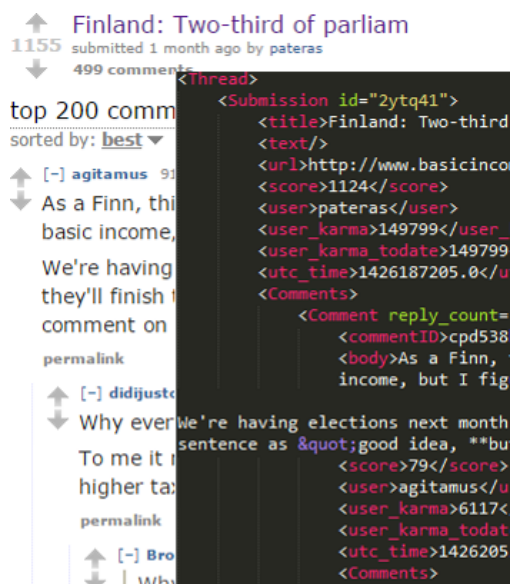 Finland: Two-third of parliam
1155 submitted 1 month ago by pateras
499 comments
top 200 comm
sorted by: best
[-] agitamus 91
As a Finn, thi
basic income,
We're having
they'll finish
comment on
permalink
[-] didijusto
Why ever
To me it
higher tax
permalink
[-] Bro
Why
<Thread>
<Submission id="2ytq41">
<title>Finland: Two-third
<text/>
<url>http://www.basicinco
<score>1124</score>
<user>pateras</user>
<user_karma>149799</user_
<user_karma_todate>149799
<utc_time>1426187205.0</u
<Comments>
<Comment reply_count=
<commentID>cpd538
<body>As a Finn,
income, but I fig
We're having elections next month
sentence as &quot;good idea, **bu
<score>79</score>
<user>agitamus</u
<user_karma>6117<
<user_karma_todat
<utc_time>1426205
<Comments>